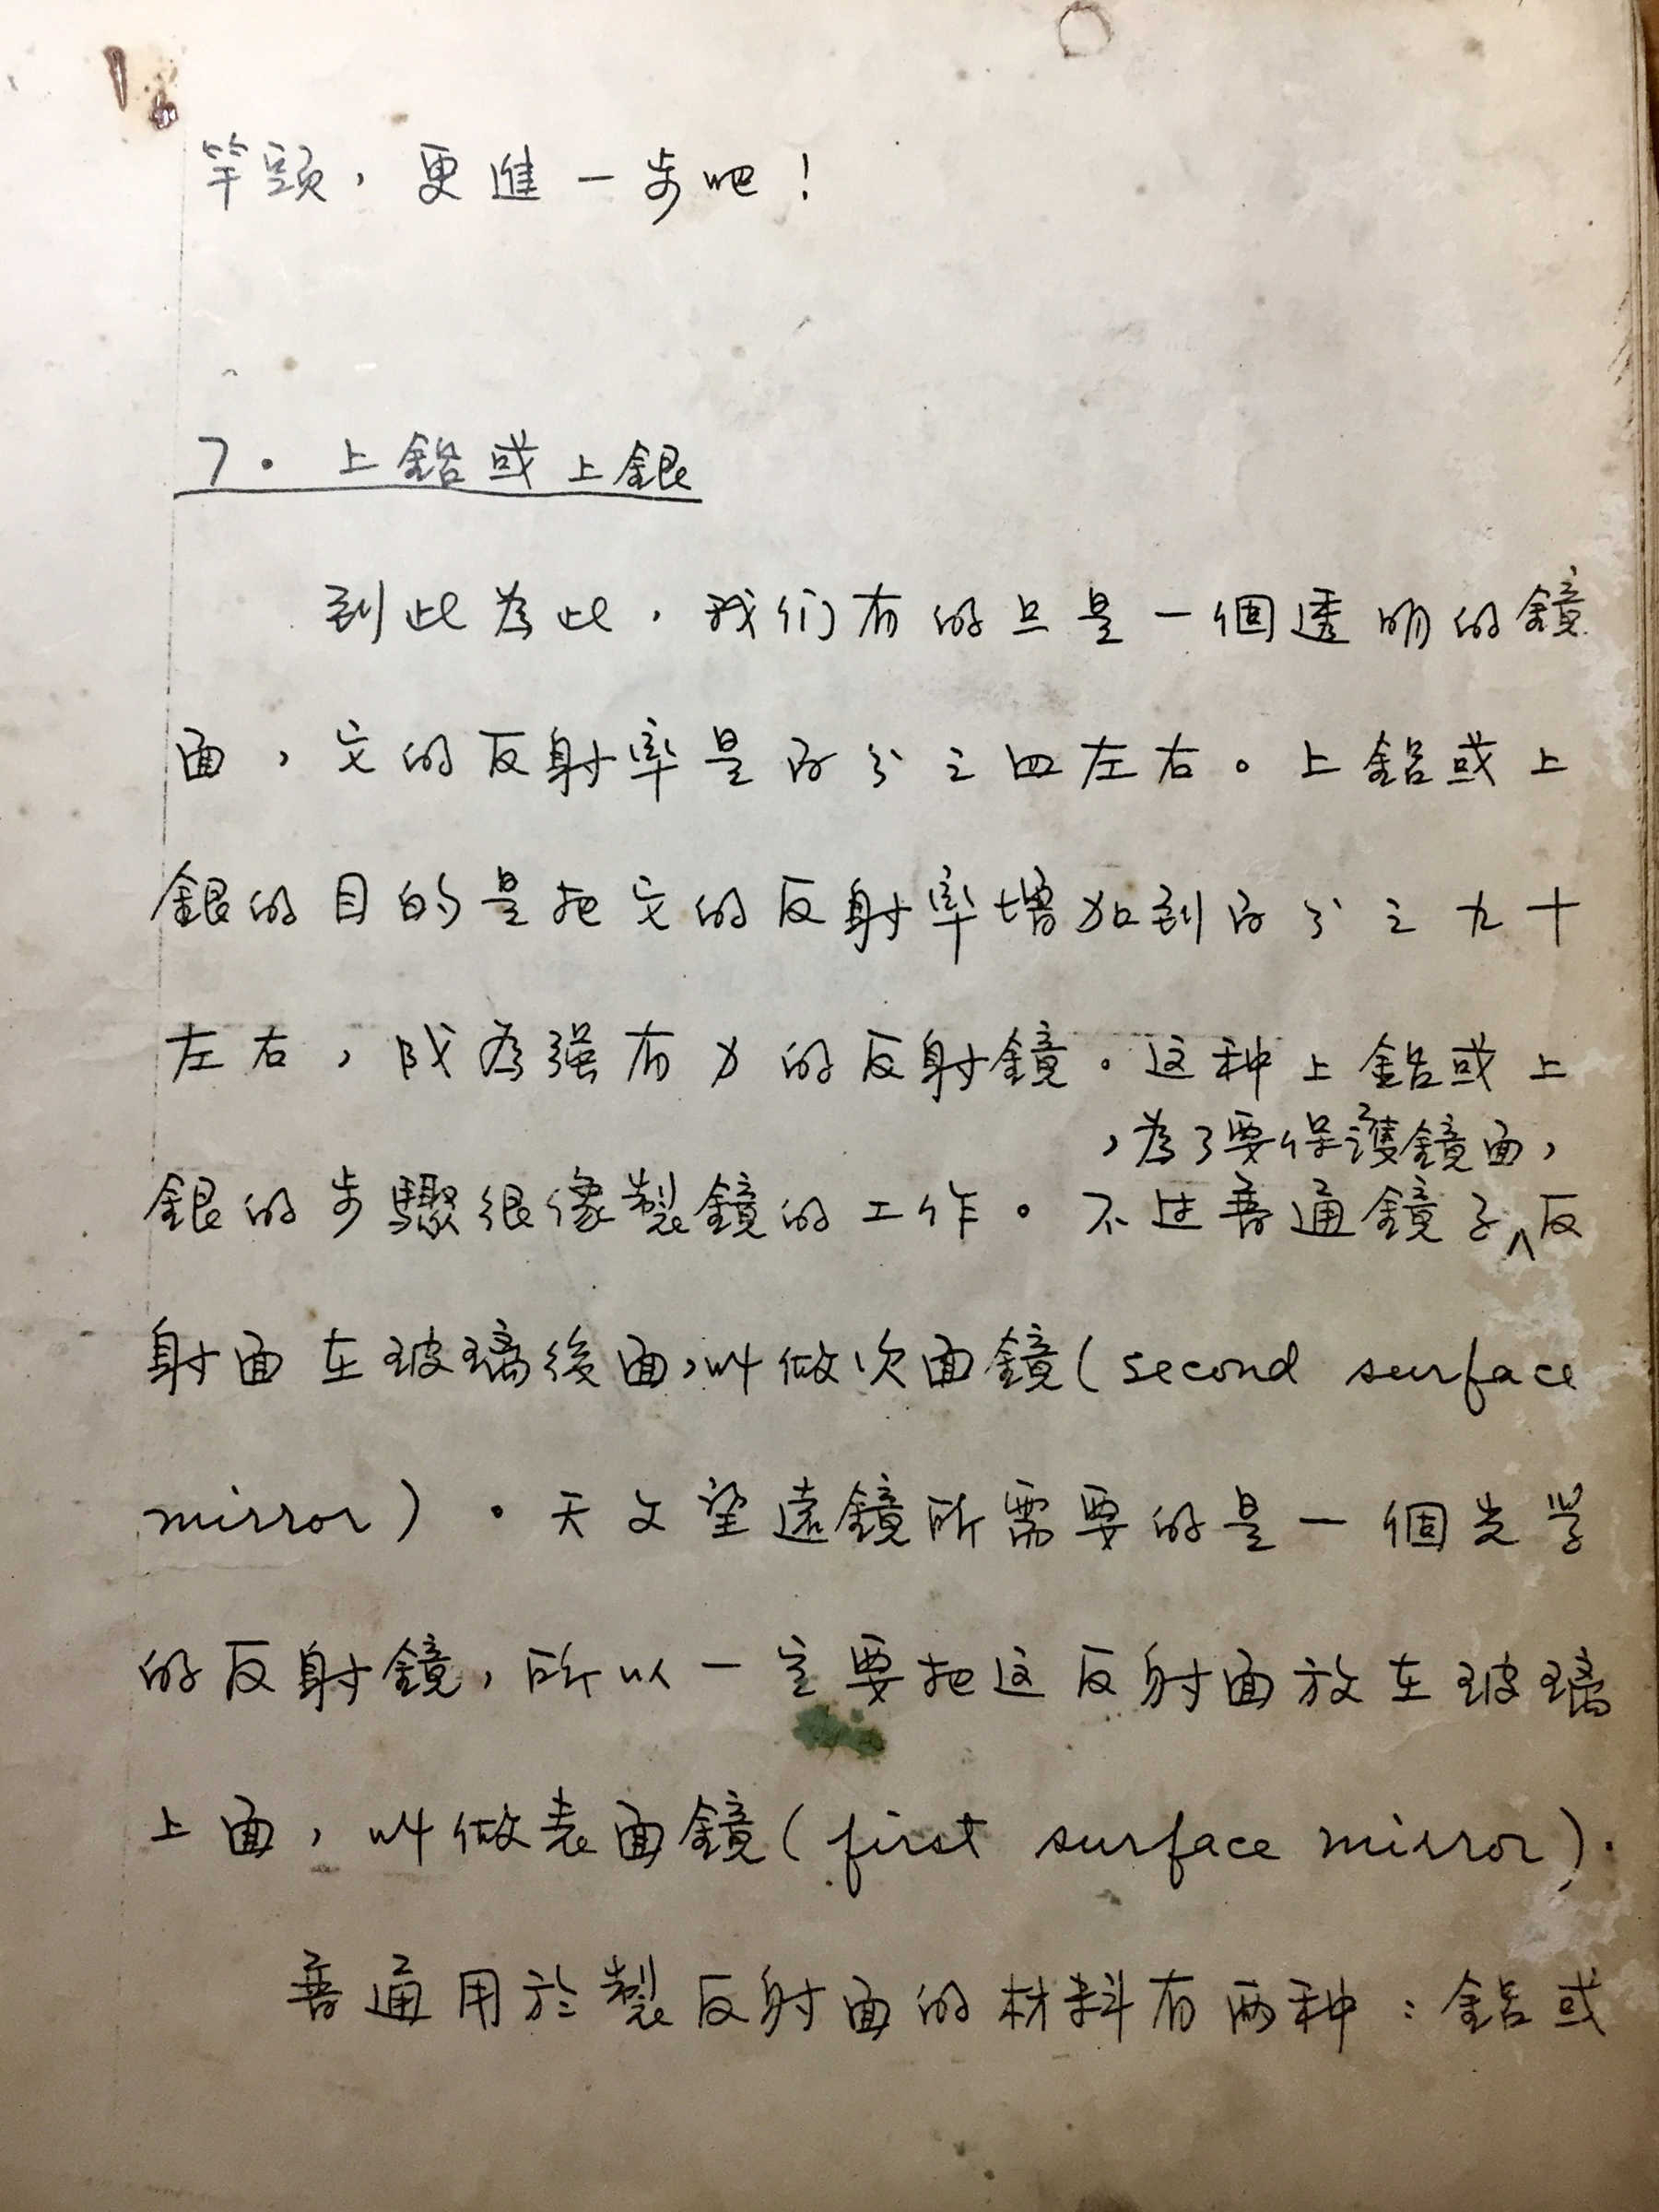 竿頭，更進一步吧！
7. 上鋁或上銀
到此為此，我们有的只是一個透明的鏡
面，它的反射率是百分之四左右。上鋁或上
銀的目的是把它的反射率增加到百分之九十
左右，成為强有力的反射鏡。这种上鋁或上
，為了要保護鏡面，
銀的步驟很像製鏡的工作。不过普通鏡子∧反
射面在玻璃後面，叫做次面鏡(second surface
mirror)。天文望遠鏡所需要的是一個光学
的反射鏡，所以一定要把这反射面放在玻璃
上面，叫做表面鏡(first surface mirror).
普通用於製反射面的材料有两种：鋁或